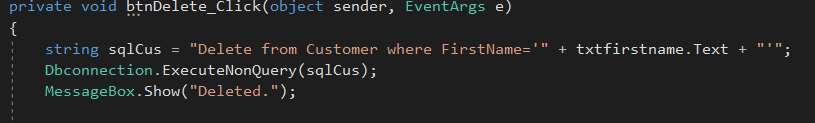 private void btnDelete_Click(object sender, EventArgs e)
{
string sqlCus = "Delete from Customer where FirstName='" + txtfirstname.Text + "'";
Dbconnection.ExecuteNonQuery(sqlCus);
MessageBox.Show("Deleted.");